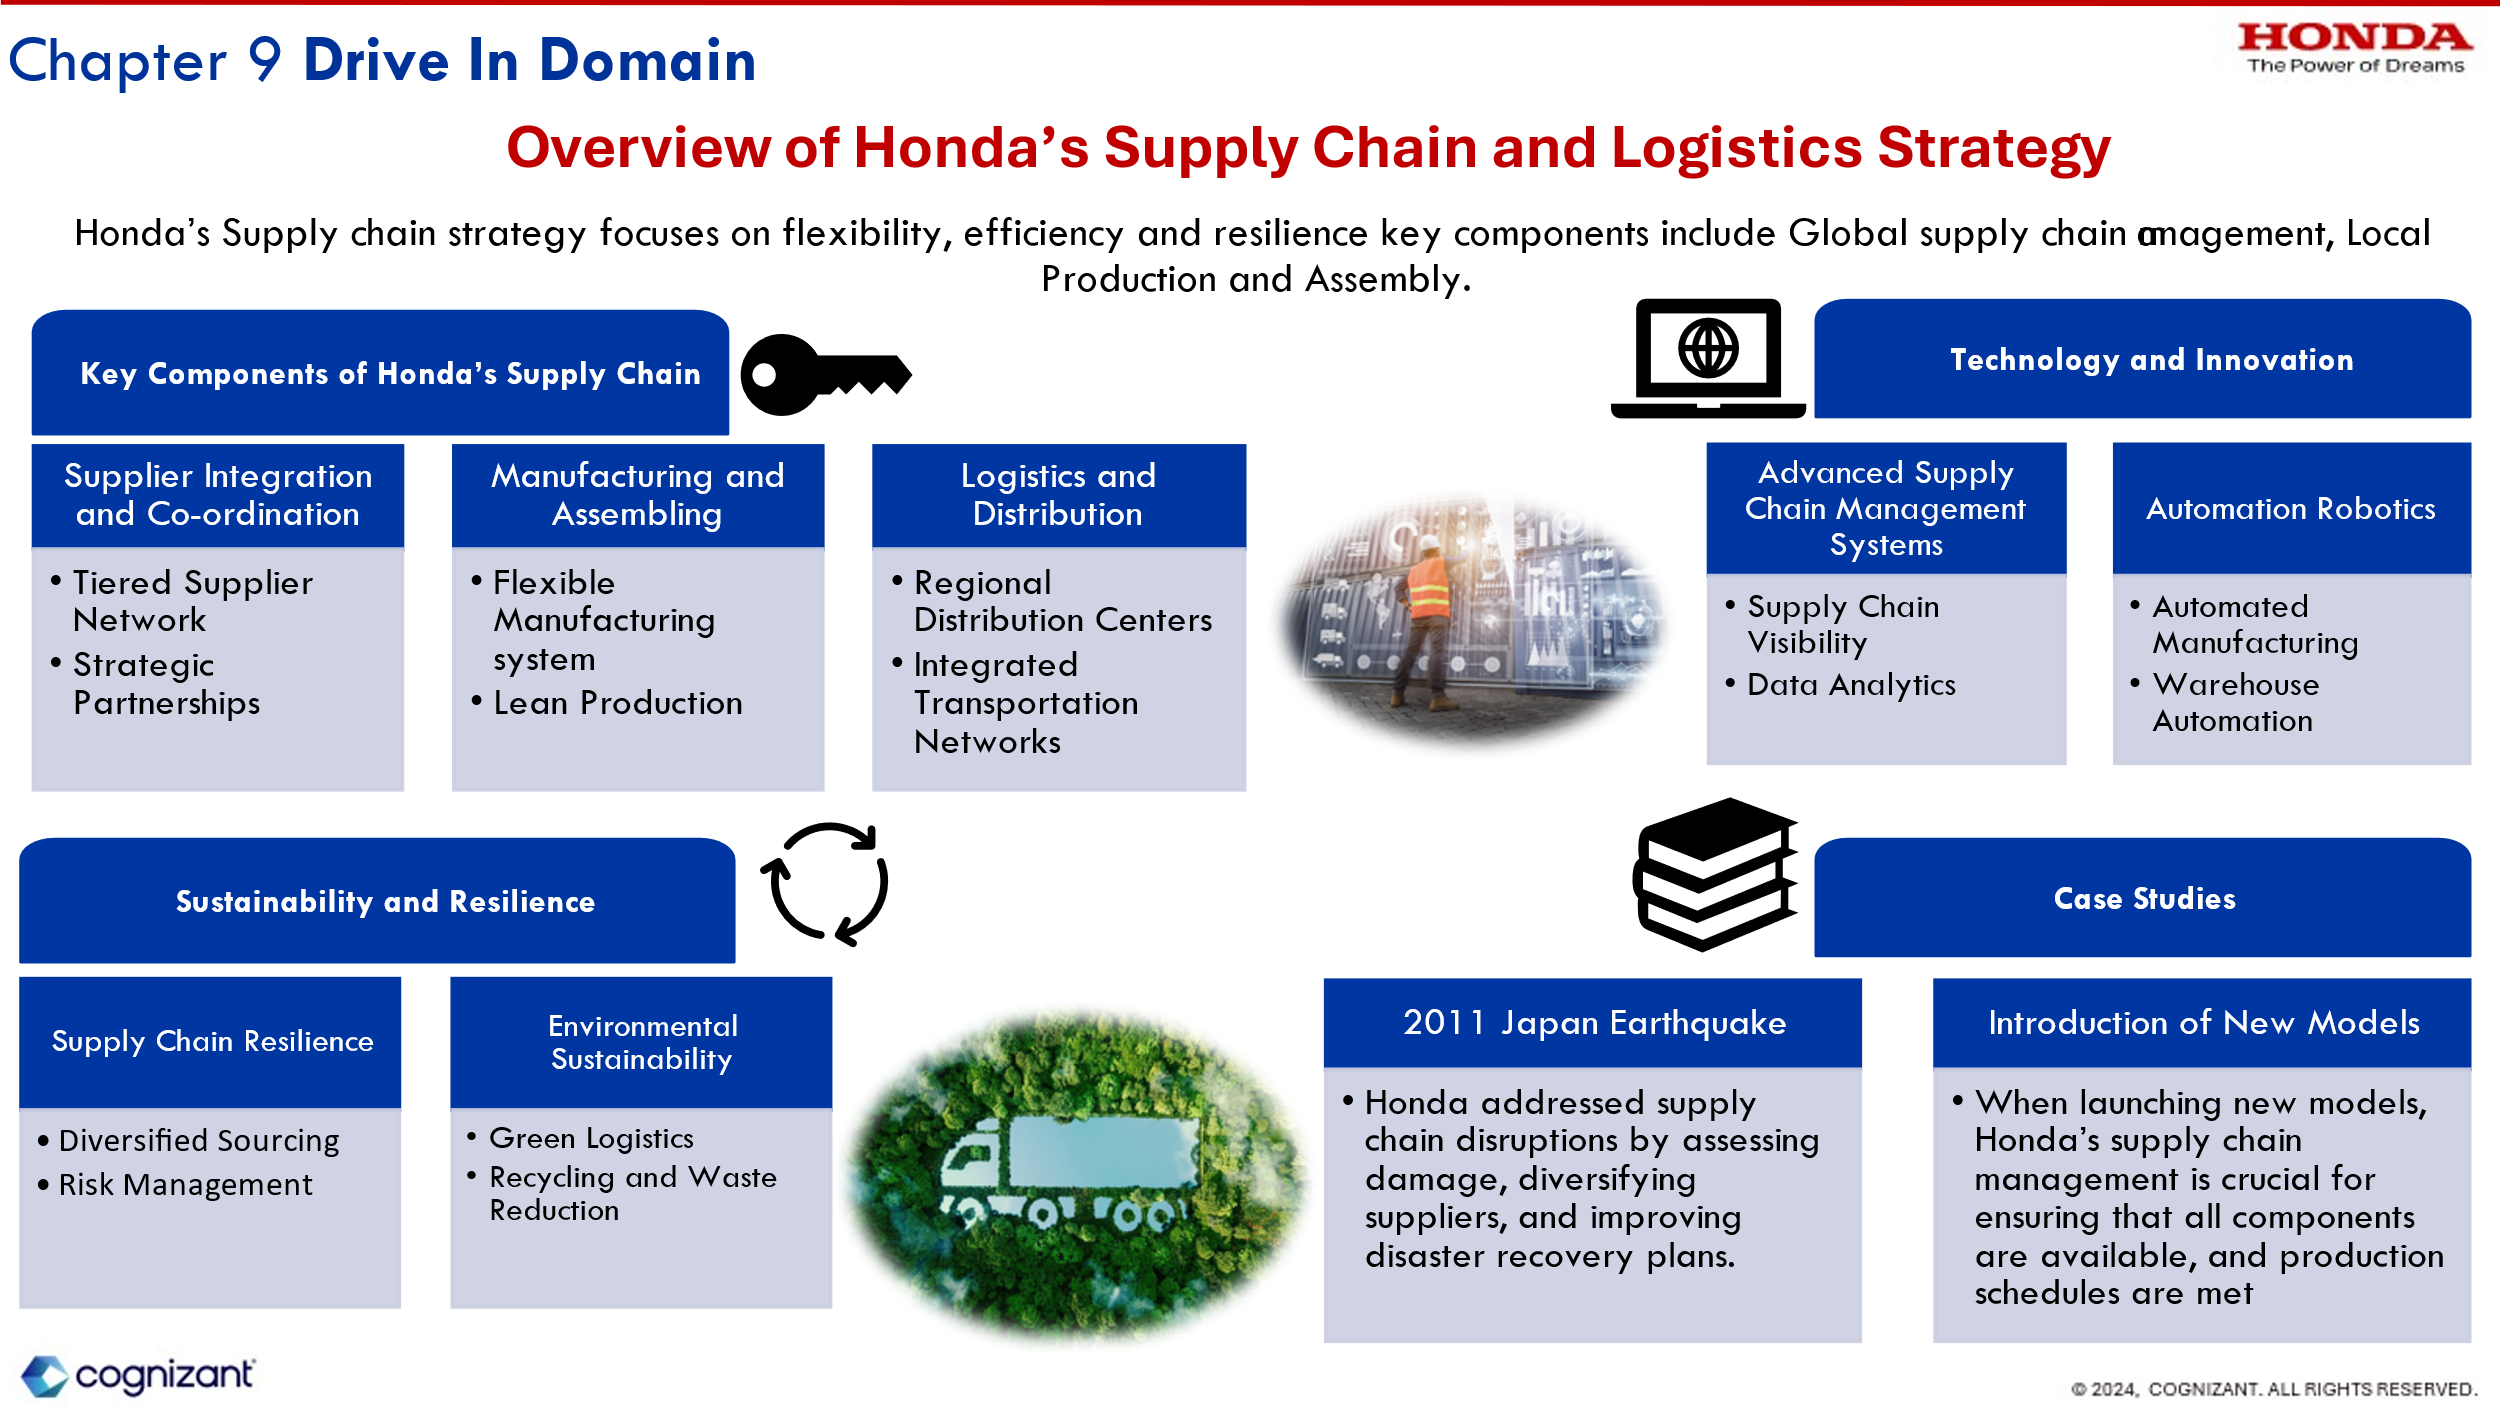 Chapter 9 Drive In Domain
HONDA
The Power of Dreams
Overview of Honda's Supply Chain and Logistics Strategy
Honda's Supply chain strategy focuses on flexibility, efficiency and resilience key components include Global supply chain management, Local
Production and Assembly.
Key Components of Honda's Supply Chain
Supplier Integration
and Co-ordination
• Tiered Supplier
Network
• Strategic
Partnerships
Manufacturing and
Assembling
• Flexible
Manufacturing
system
• Lean Production
Logistics and
Distribution
• Regional
Distribution Centers
• Integrated
Transportation
Networks
Technology and Innovation
Advanced Supply
Chain Management
Systems
• Supply Chain
Visibility
• Data Analytics
Automation Robotics
• Automated
Manufacturing
• Warehouse
Automation
Sustainability and Resilience
Supply Chain Resilience
• Diversified Sourcing
• Risk Management
Environmental
Sustainability
• Green Logistics
• Recycling and Waste
Reduction
Case Studies
2011 Japan Earthquake
• Honda addressed supply
chain disruptions by assessing
damage, diversifying
suppliers, and improving
disaster recovery plans.
Introduction of New Models
• When launching new models,
Honda's supply chain
management is crucial for
ensuring that all components
are available, and production
schedules are met
cognizant
© 2024, COGNIZANT. ALL RIGHTS RESERVED.